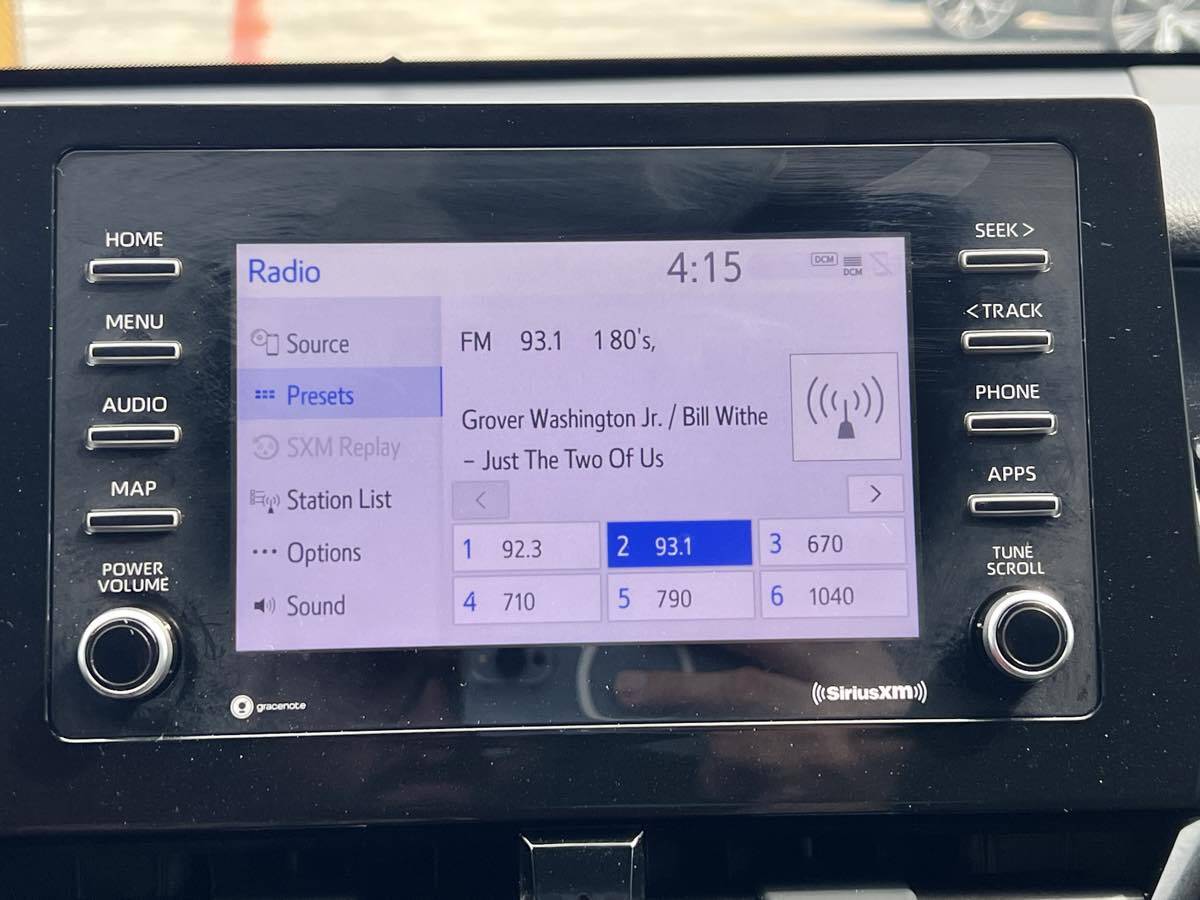 HOME
MENU
AUDIO
MAP
POWER
VOLUME
Radio
4:15
DCM
DCM
Source
Presets
SXM Replay
Station List
Options
Sound
FM 93.1 1 80's,
Grover Washington Jr. / Bill Withe
– Just The Two Of Us
<
>
1 92.3
2 93.1
3 670
4 710
5 790
6 1040
SEEK >
< TRACK
PHONE
APPS
TUNE
SCROLL
gracenote
SiriusXM